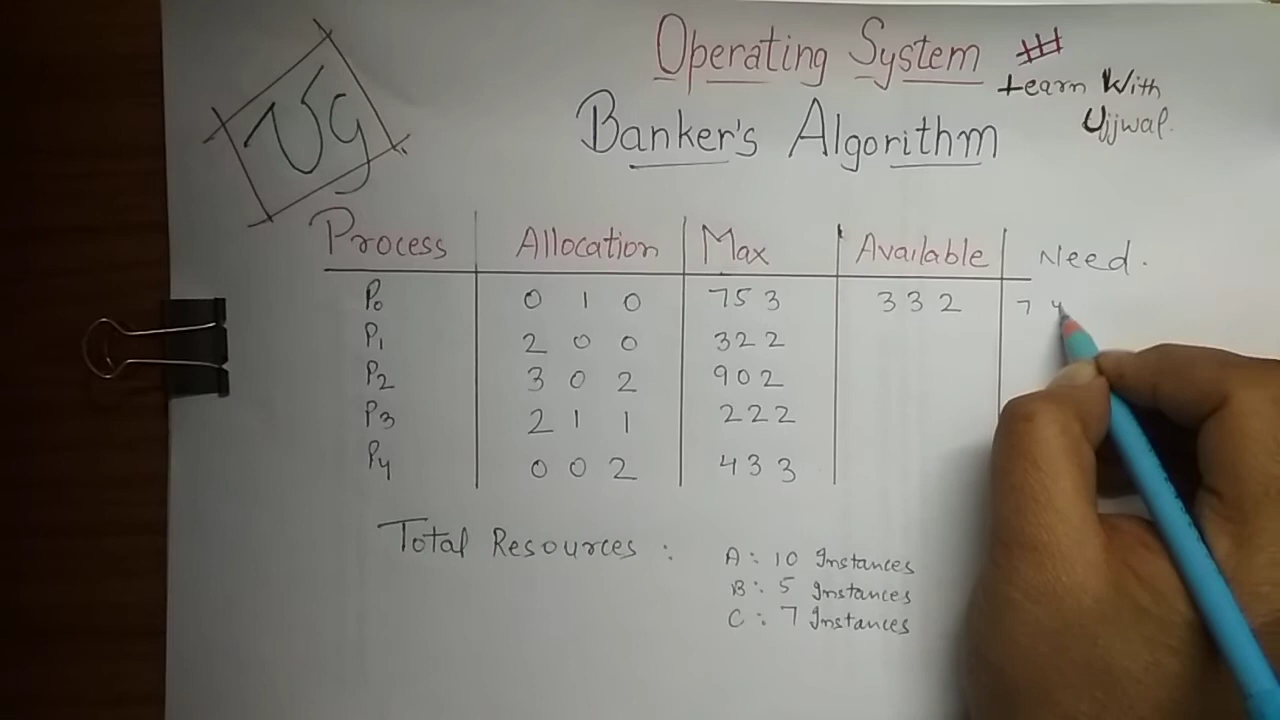 Operating System
Learn With
Ujjwal.
Banker's Algorithm
Ug
Process Allocation Max Available Need.
P0 0 1 0 7 5 3 3 3 2 7 4
P1 2 0 0 3 2 2
P2 3 0 2 9 0 2
P3 2 1 1 2 2 2
P4 0 0 2 4 3 3
Total Resources :
A : 10 Instances
B : 5 Instances
C : 7 Instances